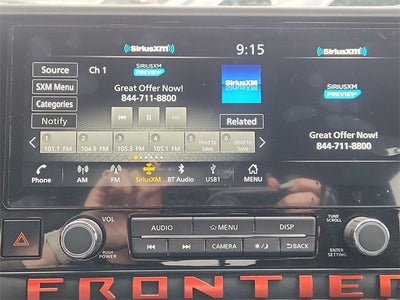 SiriusXM
9:15
SiriusXM
Source
Ch 1
SIRIUSXM
PREVIEW
SXM Menu
Great Offer Now!
844-711-8800
Categories
SiriusXM
SIRIUSXM
PREVIEW
Great Offer Now!
844-711-8800
Notify
Related
1 2 3 4 5 6
101.1 FM 104.9 FM 105.3 FM Hold to Save Hold to Save
Phone AM FM SiriusXM BT Audio USB1 MENU
VOL
AUDIO MENU DISP
TUNE
SCROLL
PUSH
POWER
CAMERA BACK
ENTER
SETTING
FRONTIER